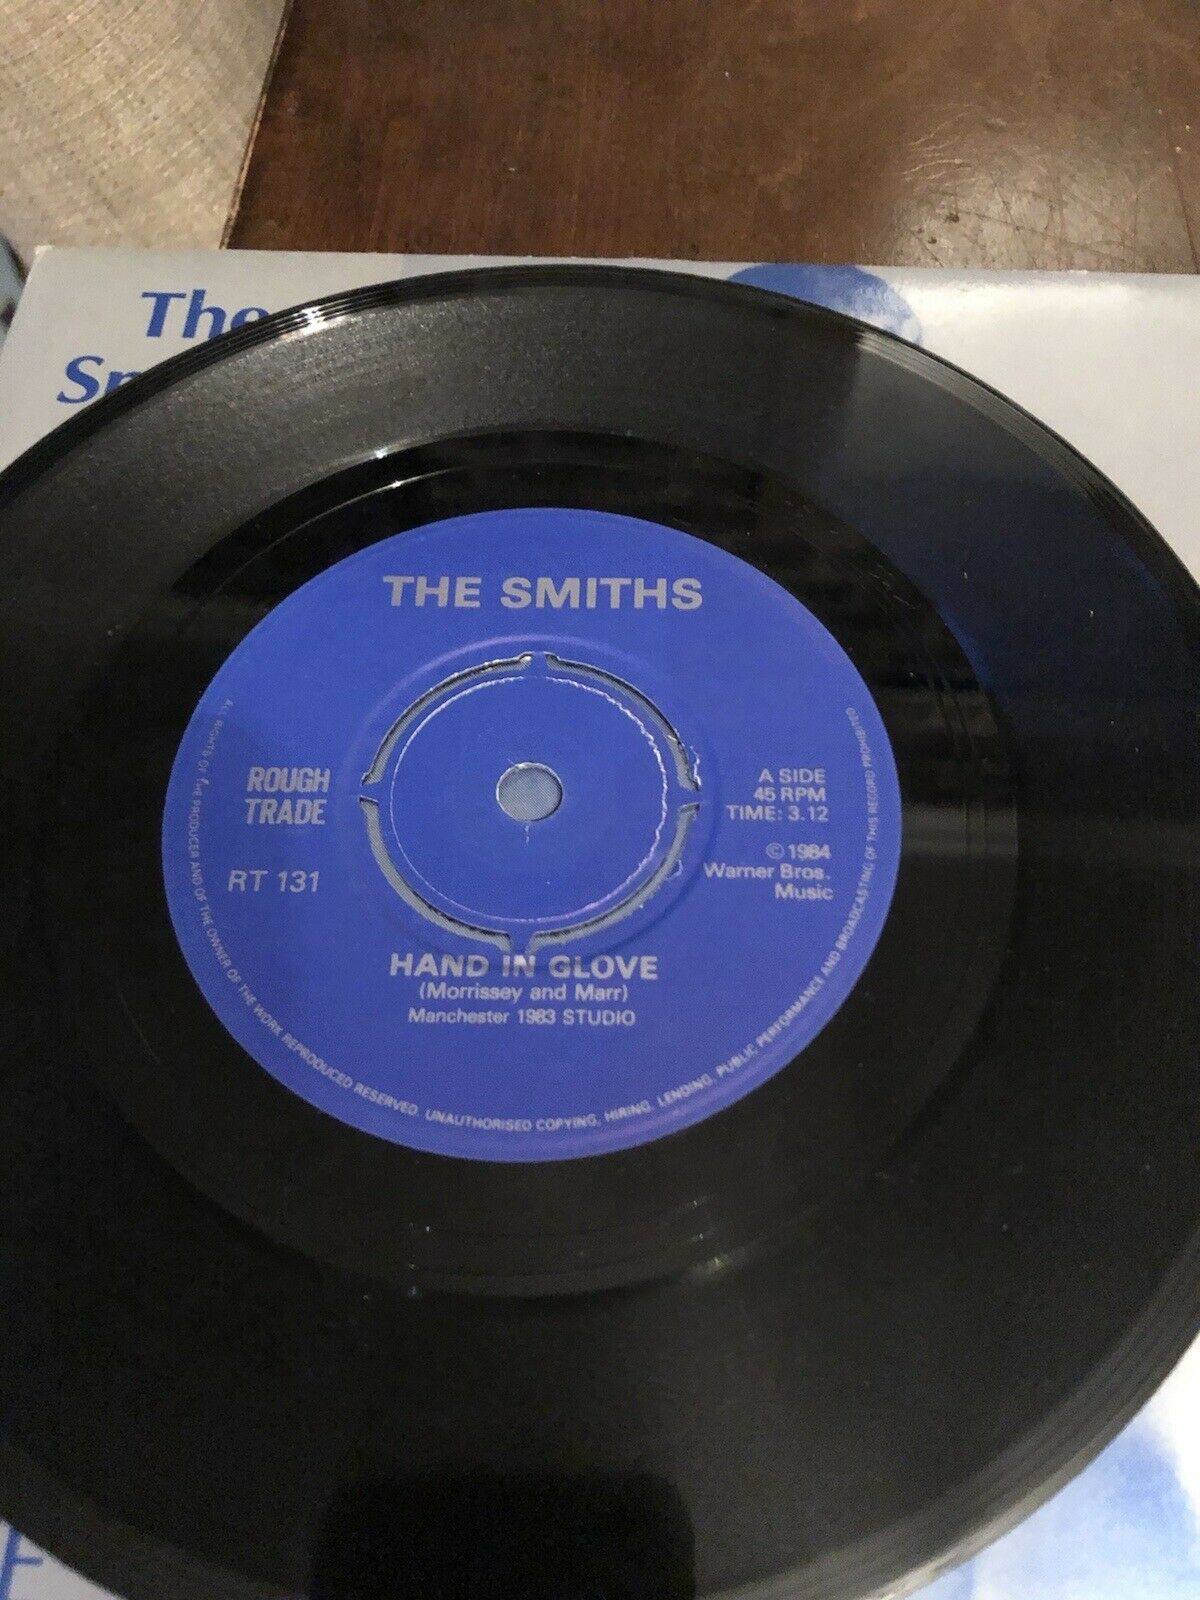 The
THE SMITHS
ROUGH
TRADE
RT 131
A SIDE
45 RPM
TIME: 3.12
© 1984
Warner Bros.
Music
HAND IN GLOVE
(Morrissey and Marr)
Manchester 1983 STUDIO
ALL RIGHTS OF THE PRODUCER AND OF THE OWNER OF THE WORK REPRODUCED RESERVED. UNAUTHORISED COPYING, HIRING, LENDING, PUBLIC PERFORMANCE AND BROADCASTING OF THIS RECORD PROHIBITED